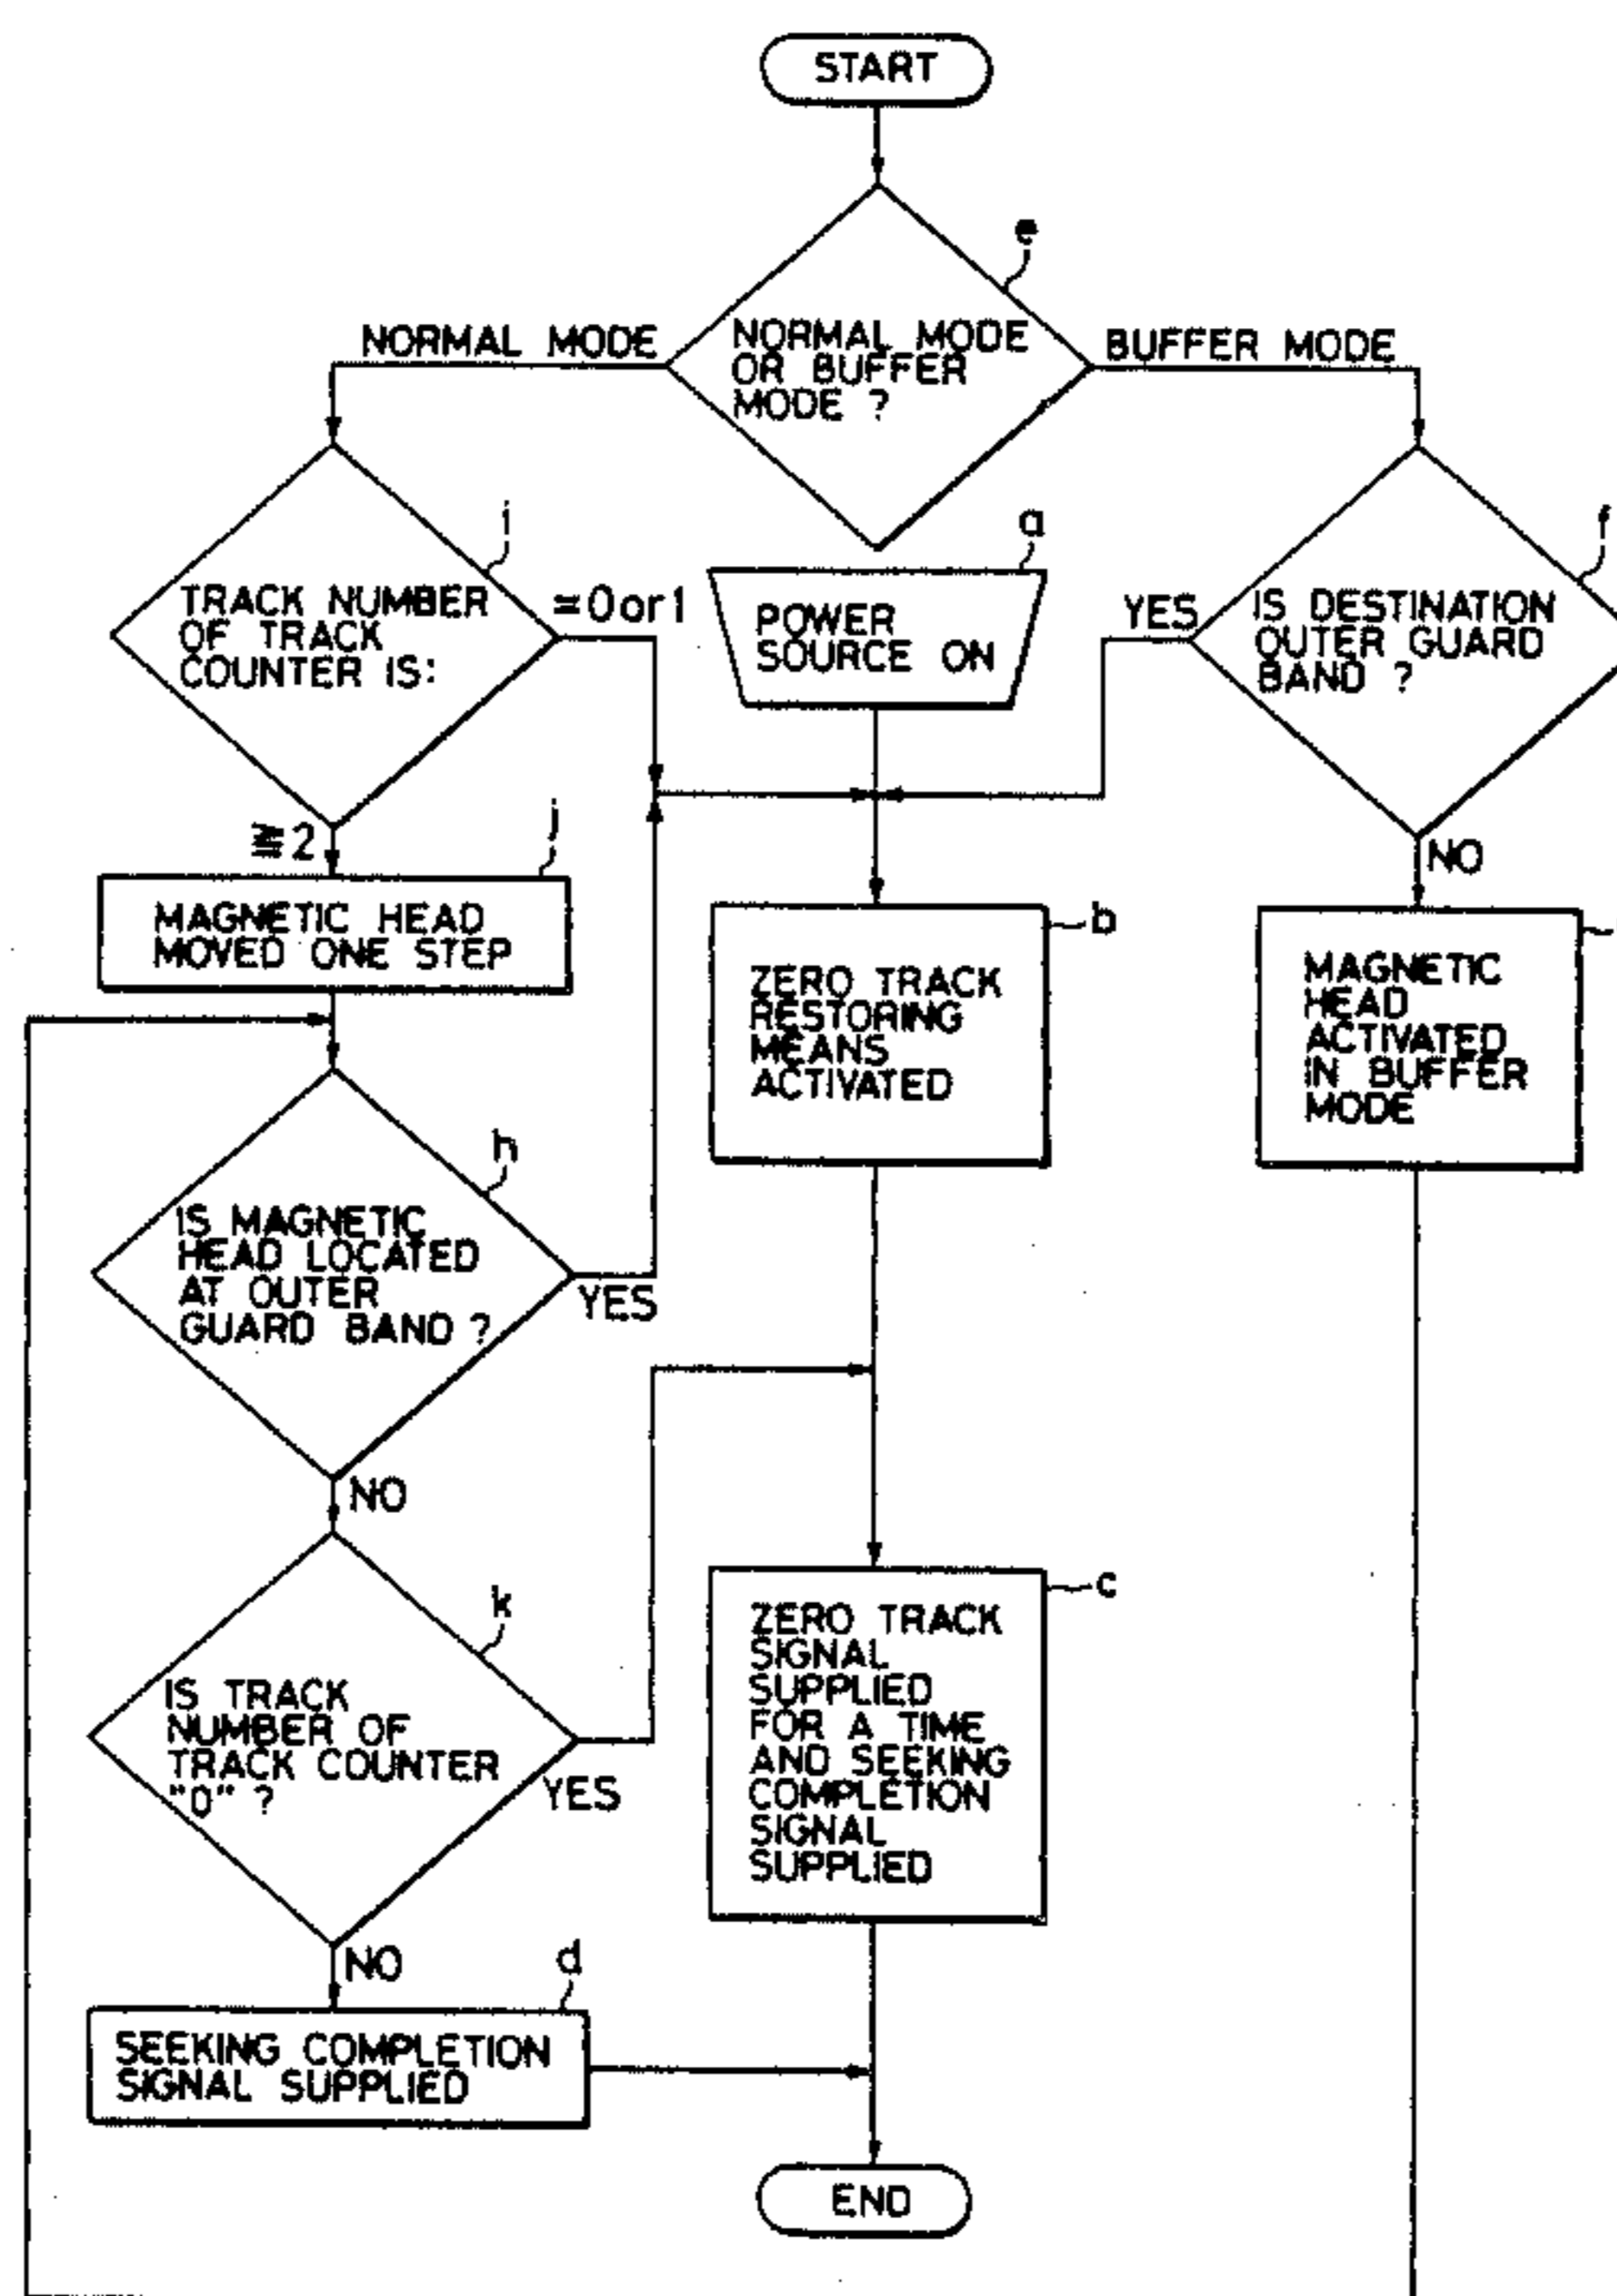 START
e
NORMAL MODE
NORMAL MODE
OR BUFFER
MODE ?
BUFFER MODE
i
TRACK NUMBER
OF TRACK
COUNTER IS:
=0or1
≧2
a
POWER
SOURCE ON
f
YES
IS DESTINATION
OUTER GUARD
BAND ?
NO
j
MAGNETIC HEAD
MOVED ONE STEP
b
ZERO TRACK
RESTORING
MEANS
ACTIVATED
MAGNETIC
HEAD
ACTIVATED
IN BUFFER
MODE
h
IS MAGNETIC
HEAD LOCATED
AT OUTER
GUARD BAND ?
YES
NO
k
IS TRACK
NUMBER OF
TRACK COUNTER
"0" ?
YES
NO
c
ZERO TRACK
SIGNAL
SUPPLIED
FOR A TIME
AND SEEKING
COMPLETION
SIGNAL
SUPPLIED
d
SEEKING COMPLETION
SIGNAL SUPPLIED
END